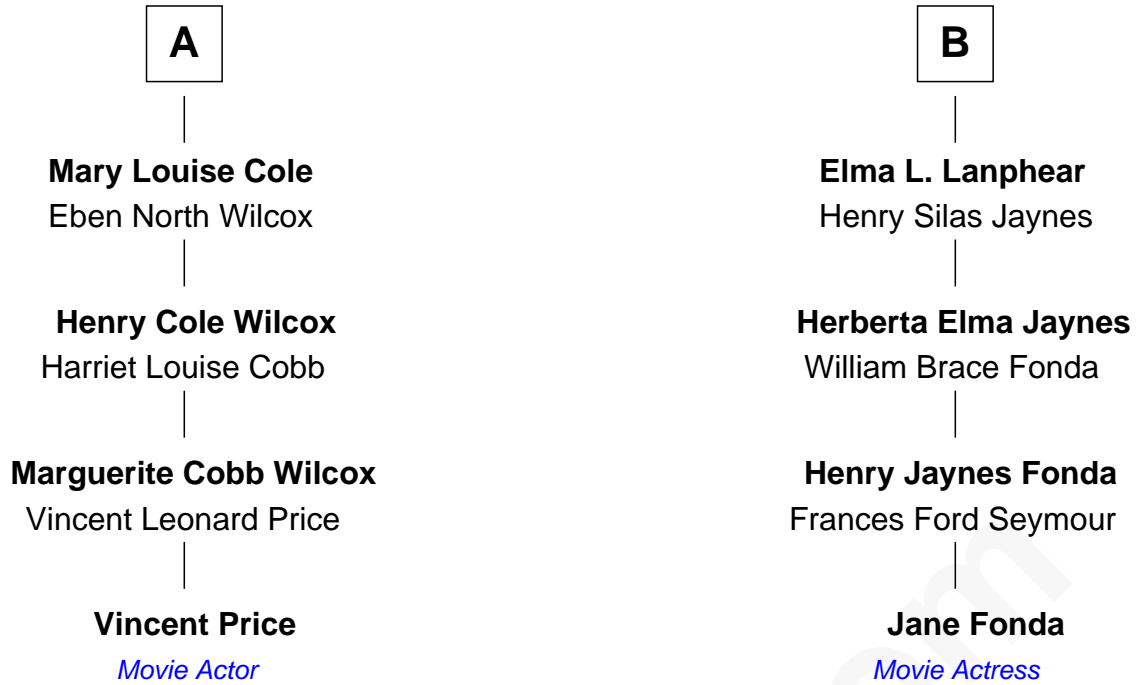 A
Mary Louise Cole
Eben North Wilcox
Henry Cole Wilcox
Harriet Louise Cobb
Marguerite Cobb Wilcox
Vincent Leonard Price
Vincent Price
Movie Actor
B
Elma L. Lanphear
Henry Silas Jaynes
Herberta Elma Jaynes
William Brace Fonda
Henry Jaynes Fonda
Frances Ford Seymour
Jane Fonda
Movie Actress